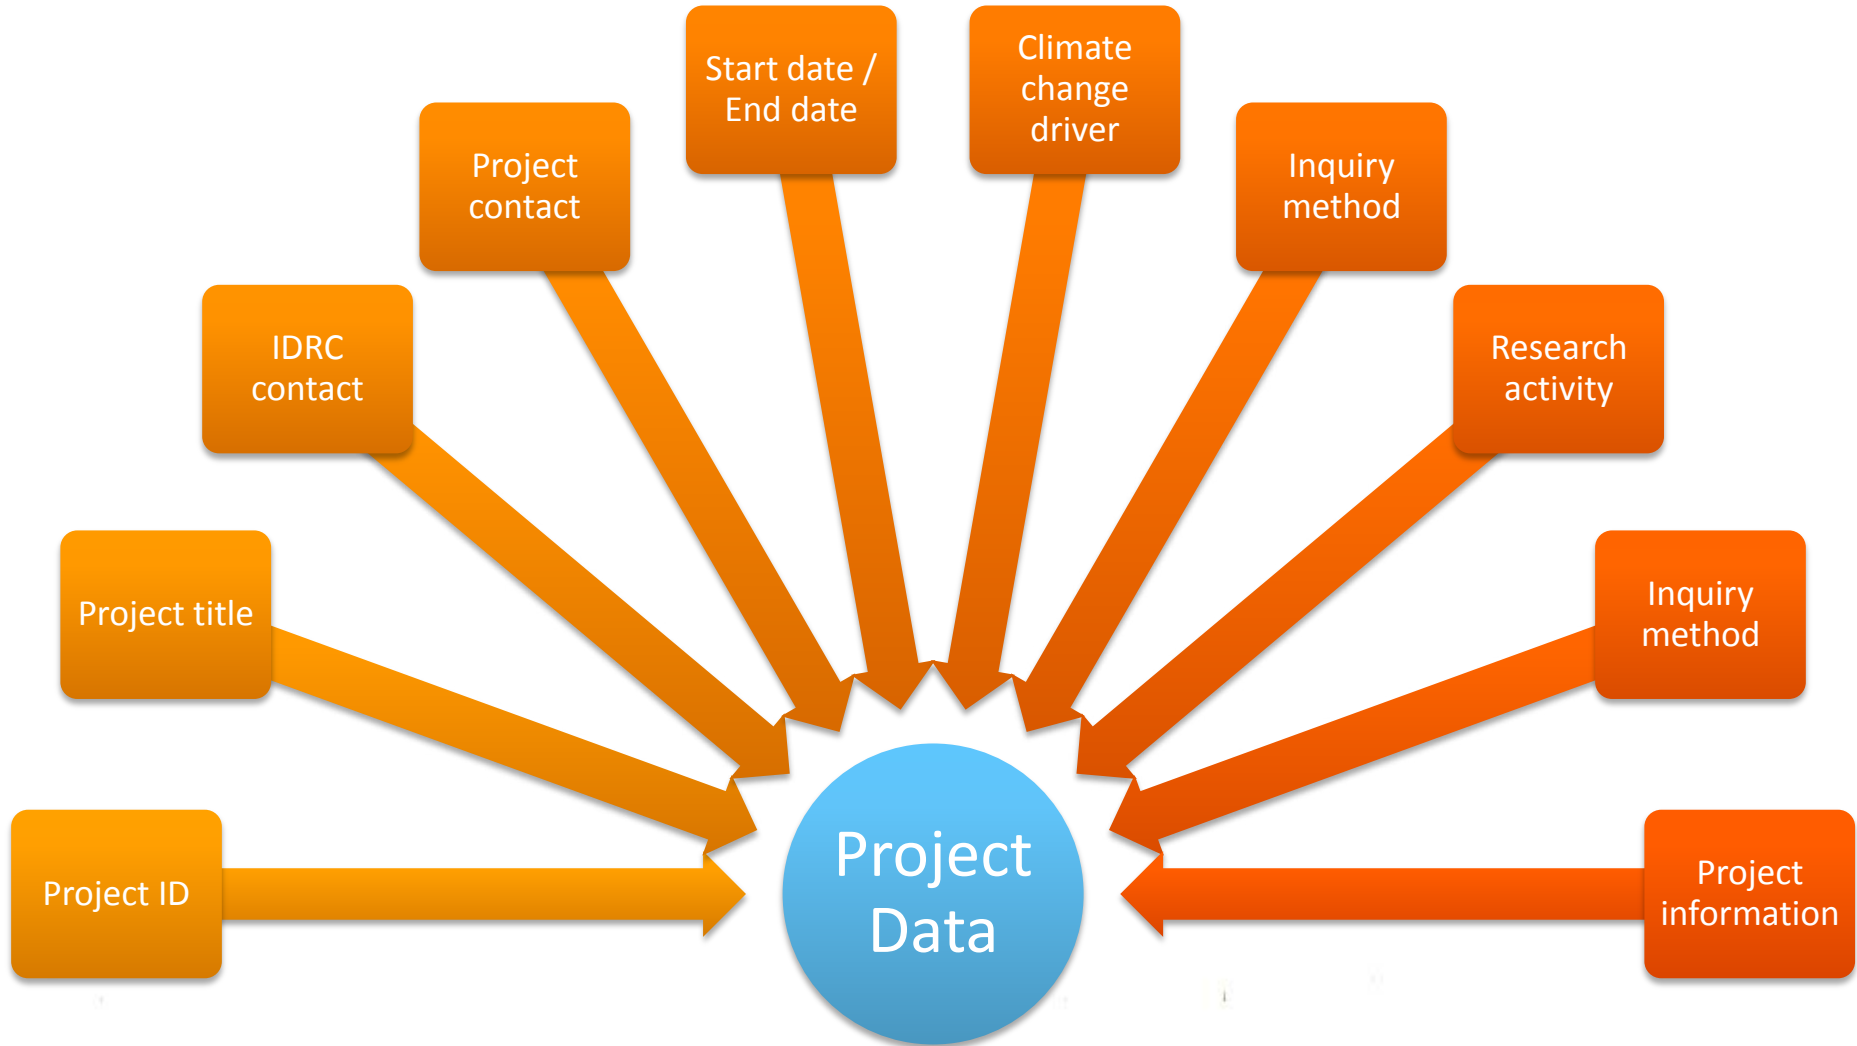 Start date /
End date
Climate
change
driver
Project
contact
Inquiry
method
IDRC
contact
Research
activity
Project title
Inquiry
method
Project ID
Project
Data
Project
information